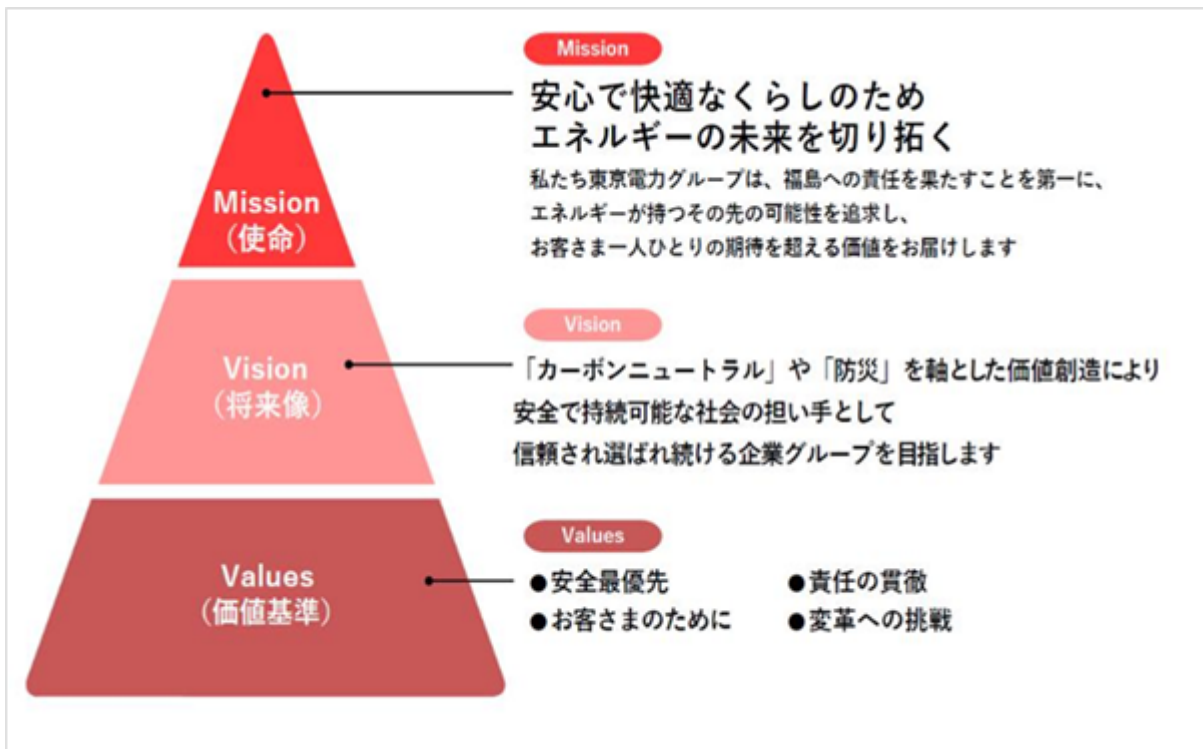 Mission
(使命)
Mission
安心で快適なくらしのため
エネルギーの未来を切り拓く
私たち東京電力グループは、福島への責任を果たすことを第一に、
エネルギーが持つその先の可能性を追求し、
お客さま一人ひとりの期待を超える価値をお届けします
Vision
(将来像)
Vision
「カーボンニュートラル」や「防災」を軸とした価値創造により
安全で持続可能な社会の担い手として
信頼され選ばれ続ける企業グループを目指します
Values
(価値基準)
Values
●安全最優先 ●責任の貫徹
●お客さまのために ●変革への挑戦